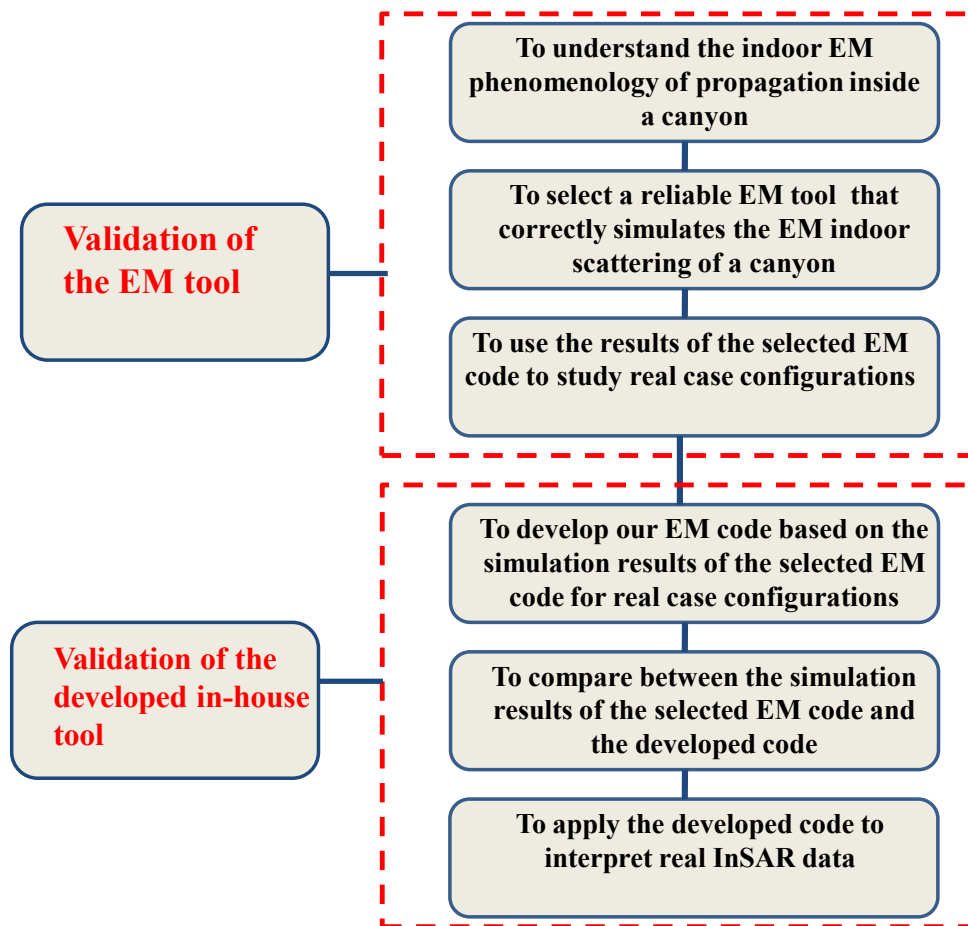 To understand the indoor EM
phenomenology of propagation inside
a canyon
To select a reliable EM tool that
correctly simulates the EM indoor
scattering of a canyon
Validation of
the EM tool
To use the results of the selected EM
code to study real case configurations
To develop our EM code based on the
simulation results of the selected EM
code for real case configurations
Validation of the
developed in-house
tool
To compare between the simulation
results of the selected EM code and
the developed code
To apply the developed code to
interpret real InSAR data